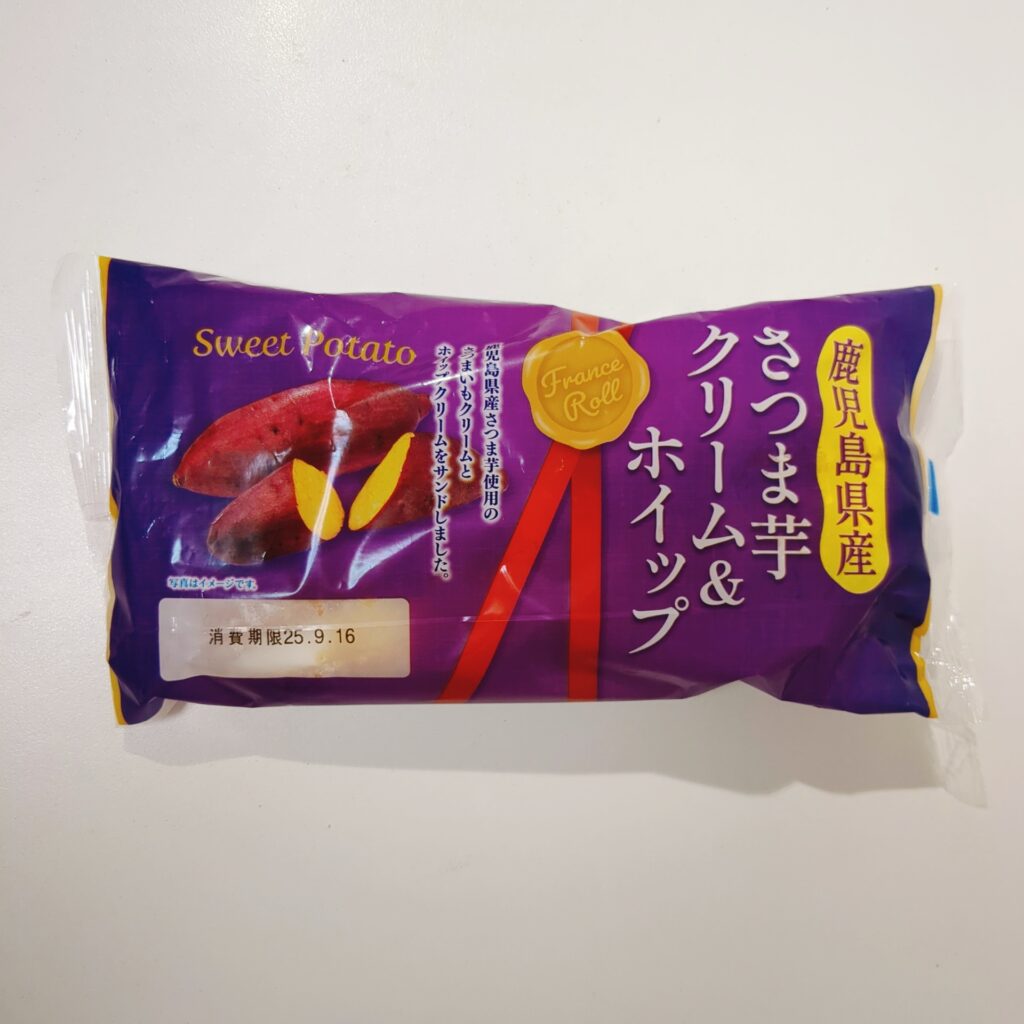 鹿児島県産
さつま芋
クリーム&
ホイップ
France
Roll
Sweet Potato
鹿児島県産さつま芋使用の
さつまいもクリームと
ホイップクリームをサンドしました。
写真はイメージです。
消費期限25.9.16